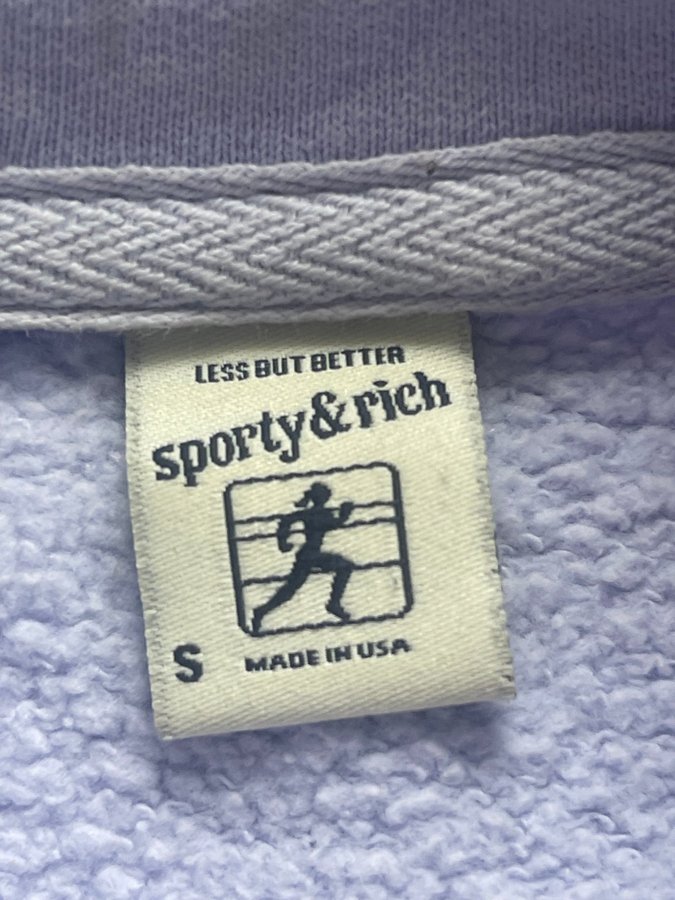 LESS BUT BETTER
sporty&rich
S
MADE IN USA